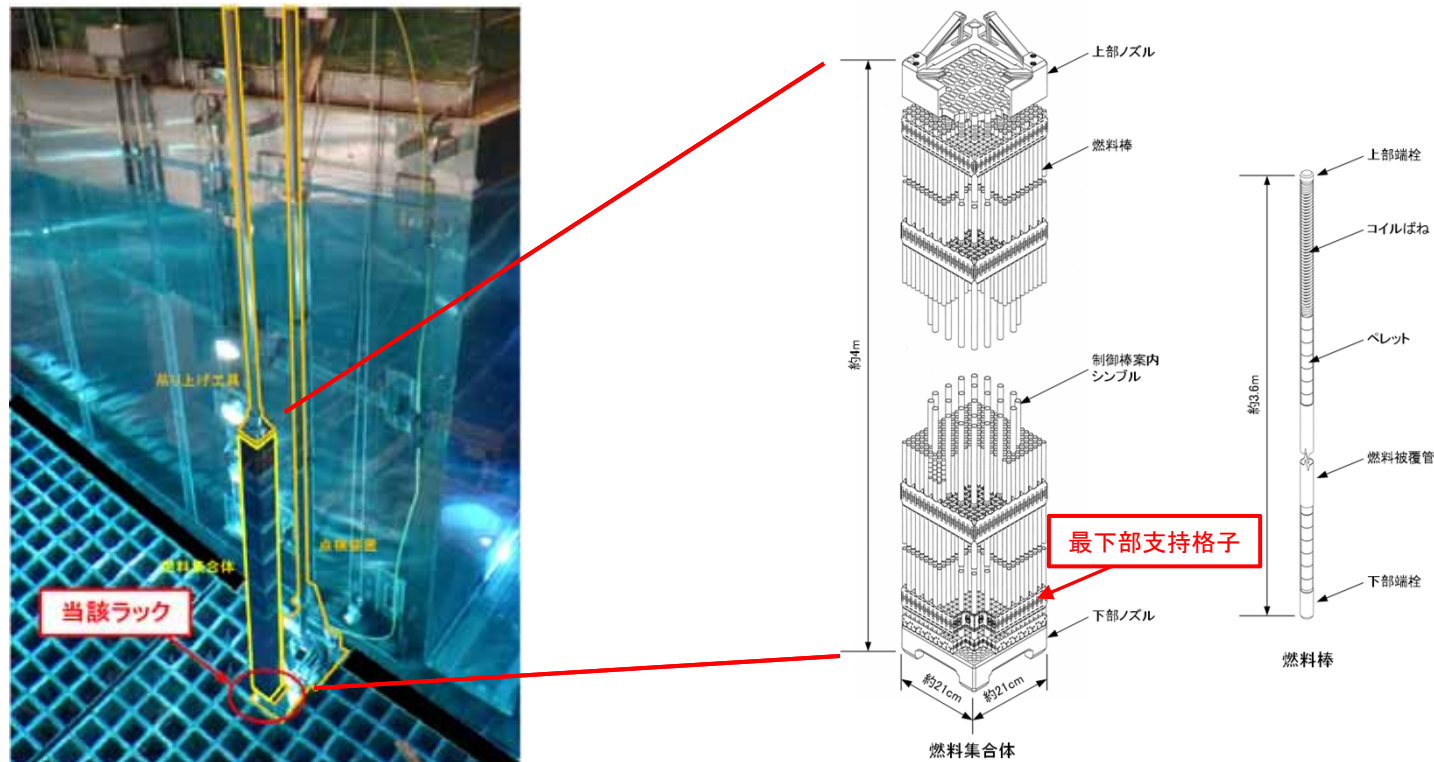 吊り上げ工具
燃料集合体
点検装置
当該ラック
上部ノズル
燃料棒
約4m
制御棒案内
シンブル
最下部支持格子
下部ノズル
約21cm
約21cm
燃料集合体
上部端栓
コイルばね
ペレット
約3.6m
燃料被覆管
下部端栓
燃料棒